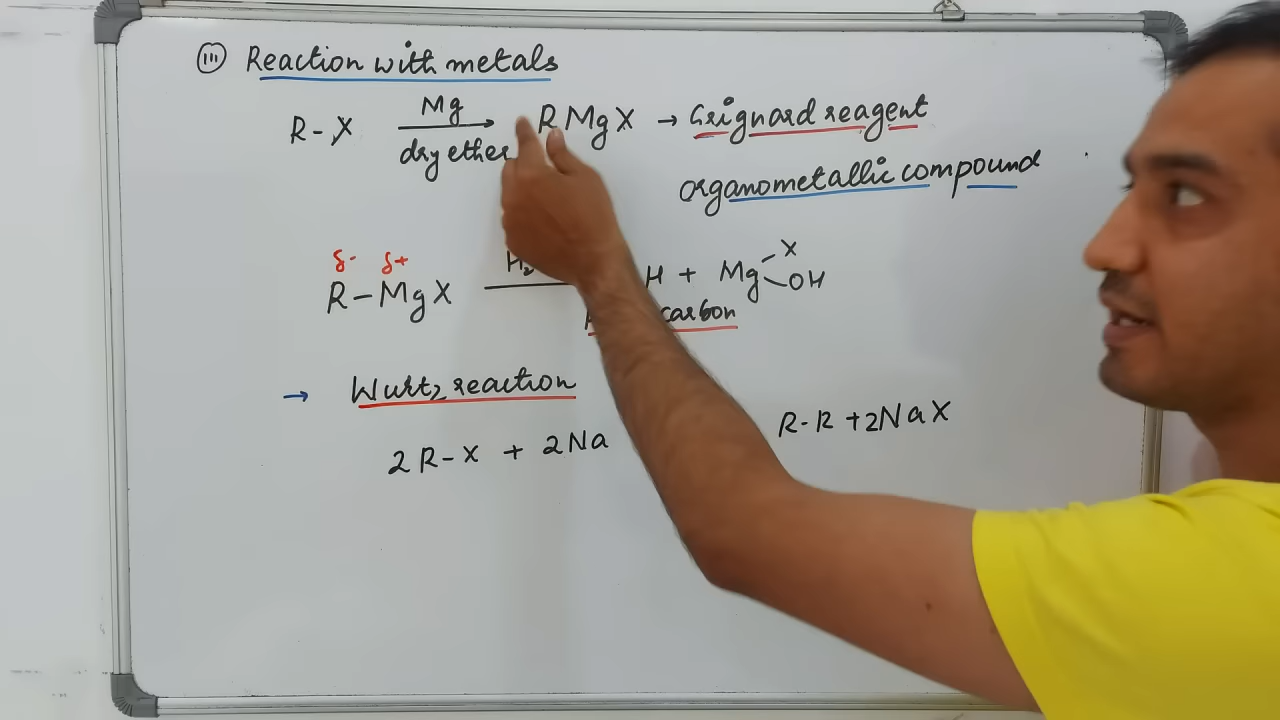 (III) Reaction with metals
R-X Mg dry ether RMgX → Grignard reagent
organometallic compound
δ- δ+
R-MgX H₂ H + Mg X OH
carbon
→ Wurtz reaction
2R-X + 2Na R-R + 2NaX